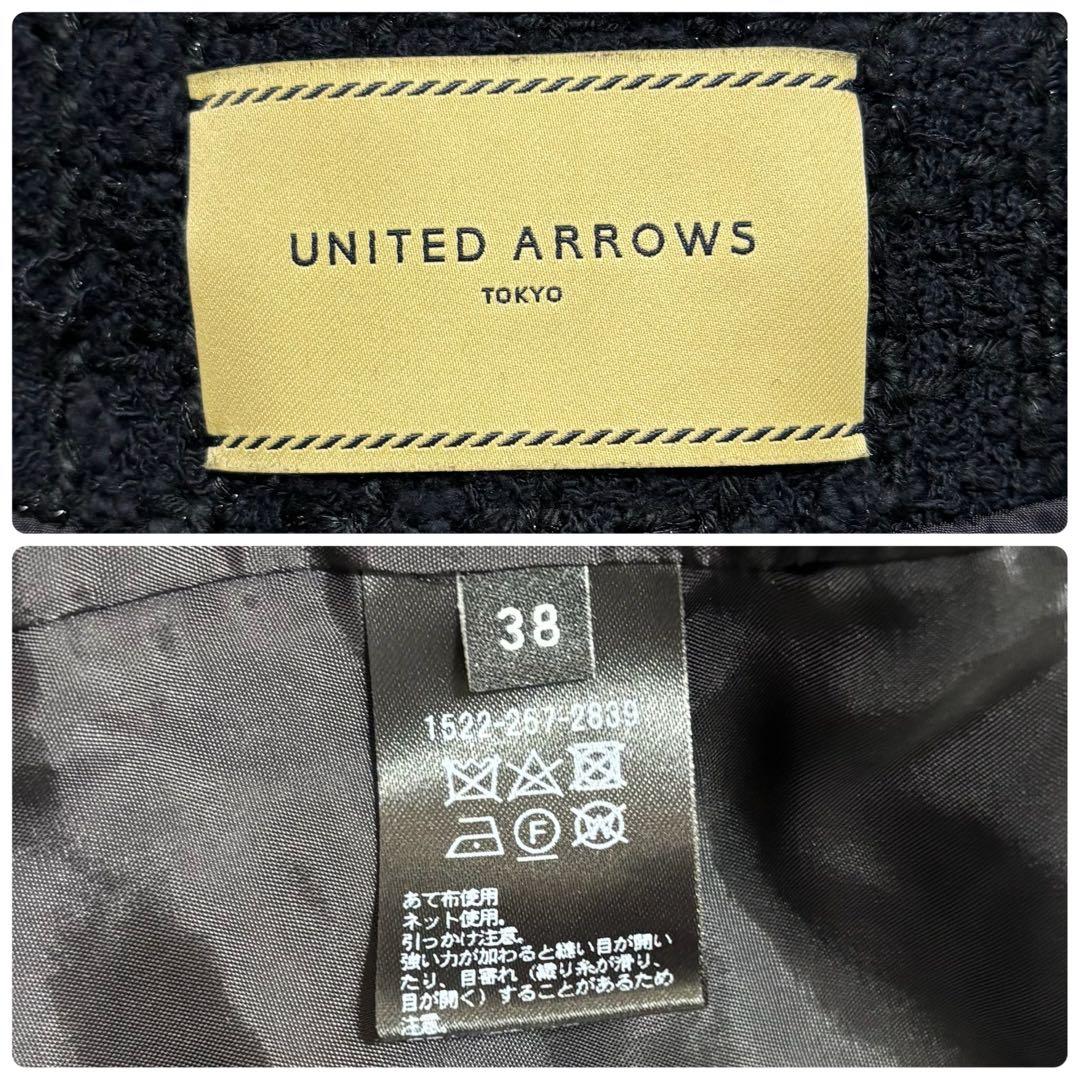 UNITED ARROWS
TOKYO
38
1522-267-2839
F
W
あて布使用
ネット使用。
引っかけ注意。
強い力が加わると縫い目が開い
たり、目寄れ（織り糸が滑り、
目が開く）することがあるため
注意。